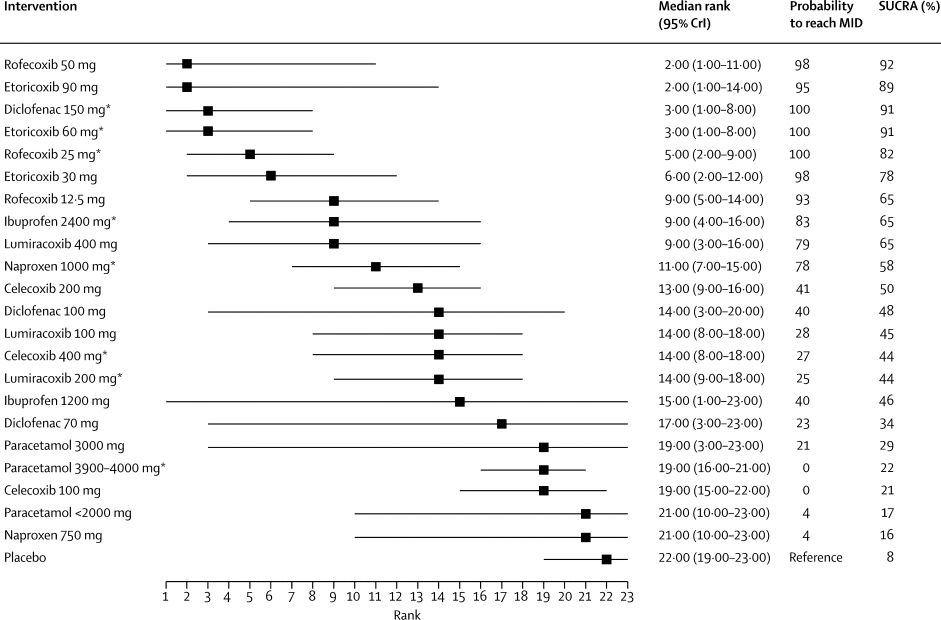 Intervention Median rank Probability SUCRA (%)
(95% CrI) to reach MID
Rofecoxib 50 mg 2·00 (1·00–11·00) 98 92
Etoricoxib 90 mg 2·00 (1·00–14·00) 95 89
Diclofenac 150 mg* 3·00 (1·00–8·00) 100 91
Etoricoxib 60 mg* 3·00 (1·00–8·00) 100 91
Rofecoxib 25 mg* 5·00 (2·00–9·00) 100 82
Etoricoxib 30 mg 6·00 (2·00–12·00) 98 78
Rofecoxib 12·5 mg 9·00 (5·00–14·00) 93 65
Ibuprofen 2400 mg* 9·00 (4·00–16·00) 83 65
Lumiracoxib 400 mg 9·00 (3·00–16·00) 79 65
Naproxen 1000 mg* 11·00 (7·00–15·00) 78 58
Celecoxib 200 mg 13·00 (9·00–16·00) 41 50
Diclofenac 100 mg 14·00 (3·00–20·00) 40 48
Lumiracoxib 100 mg 14·00 (8·00–18·00) 28 45
Celecoxib 400 mg* 14·00 (8·00–18·00) 27 44
Lumiracoxib 200 mg* 14·00 (9·00–18·00) 25 44
Ibuprofen 1200 mg 15·00 (1·00–23·00) 40 46
Diclofenac 70 mg 17·00 (3·00–23·00) 23 34
Paracetamol 3000 mg 19·00 (3·00–23·00) 21 29
Paracetamol 3900–4000 mg* 19·00 (16·00–21·00) 0 22
Celecoxib 100 mg 19·00 (15·00–22·00) 0 21
Paracetamol <2000 mg 21·00 (10·00–23·00) 4 17
Naproxen 750 mg 21·00 (10·00–23·00) 4 16
Placebo 22·00 (19·00–23·00) Reference 8
1 2 3 4 5 6 7 8 9 10 11 12 13 14 15 16 17 18 19 20 21 22 23
Rank